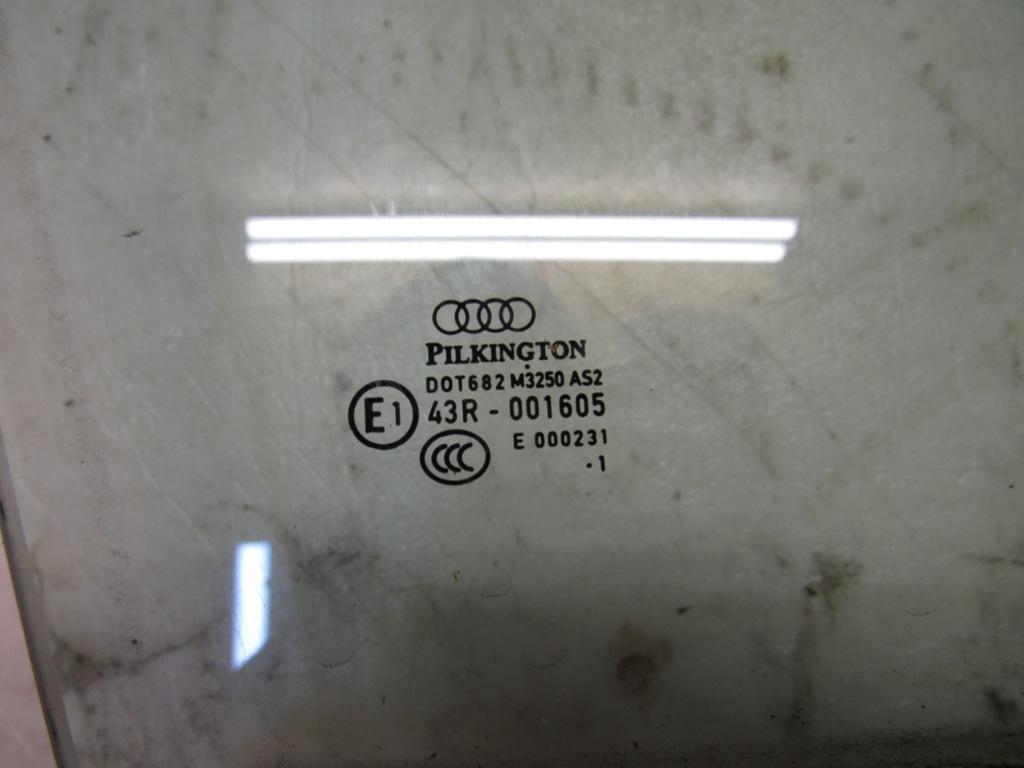 PILKINGTON
DOT682 M3250 AS2
E1 43R - 001605
CCC E 000231
·1